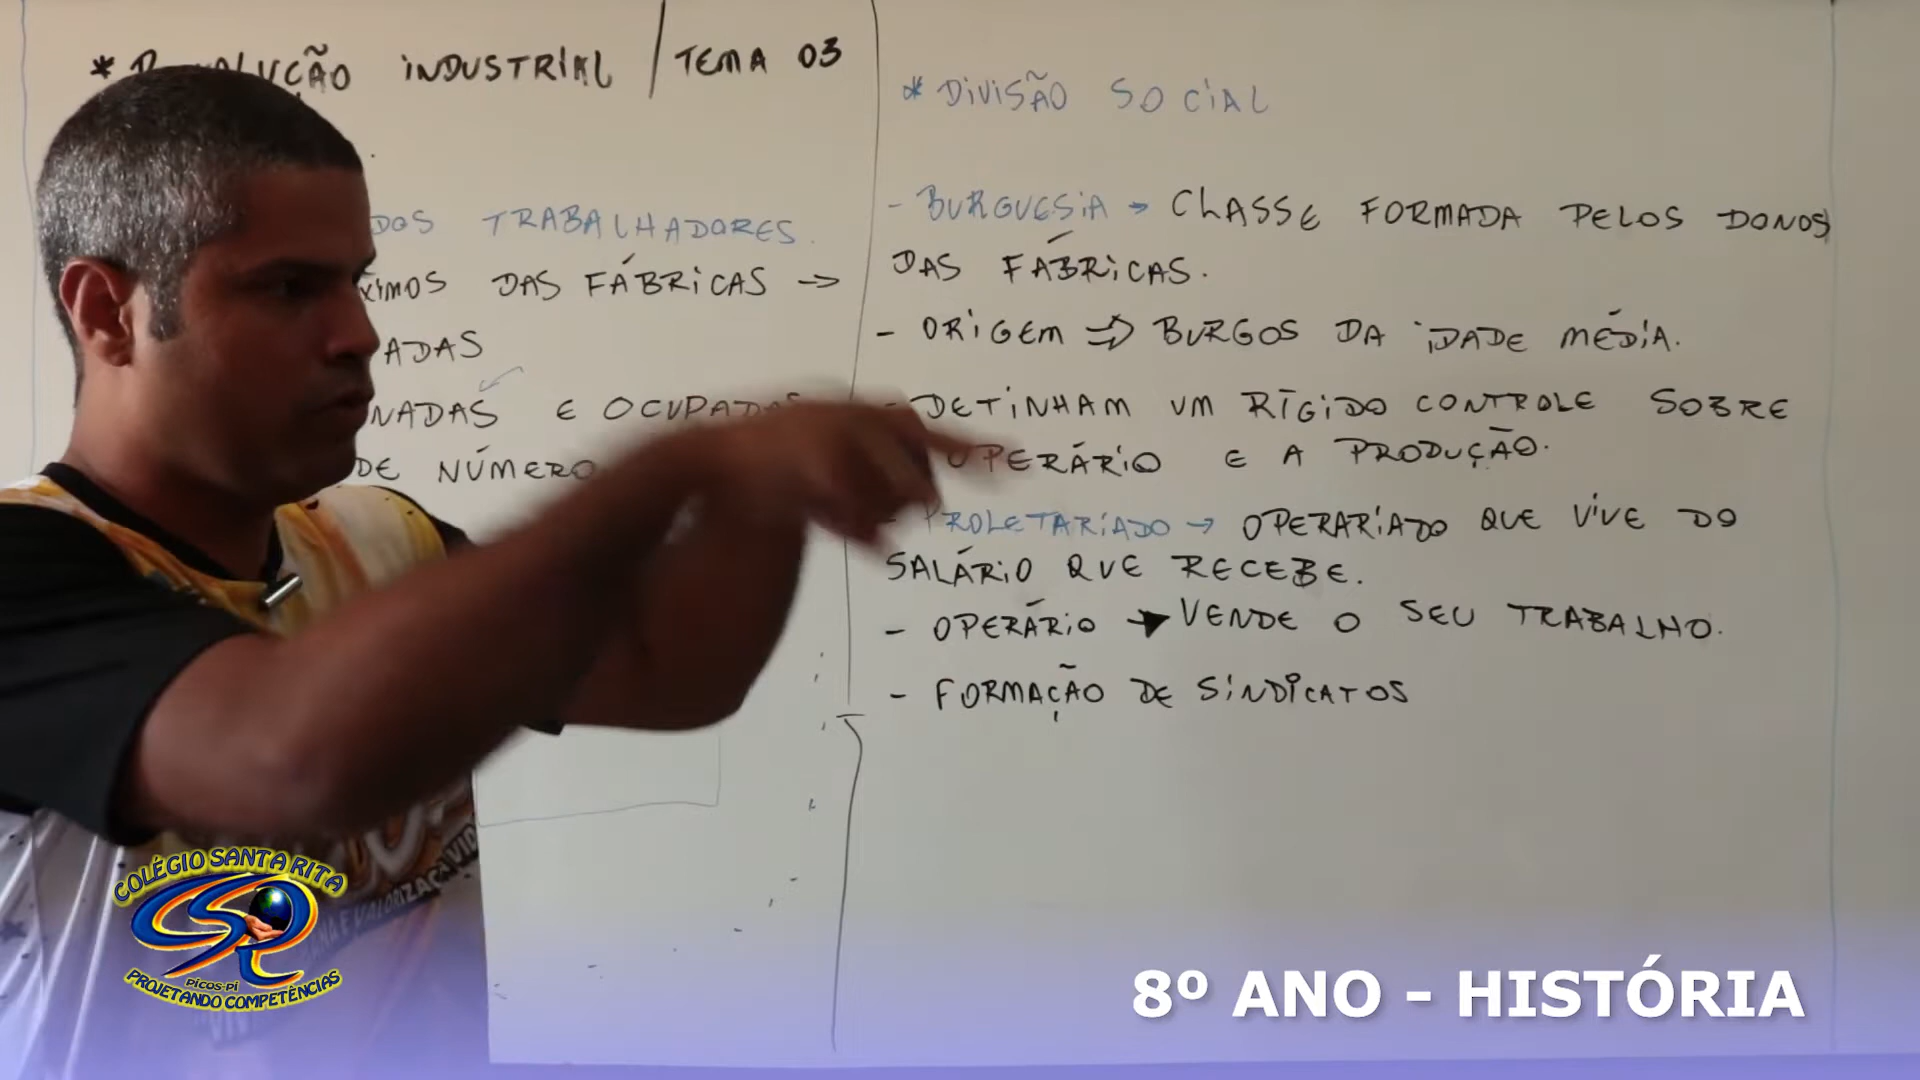 * REVOLUÇÃO INDUSTRIAL / TEMA 03
DOS TRABALHADORES.
XIMOS DAS FÁBRICAS →
ADAS
NADAS E OCUPADAS
DE NÚMERO
* DIVISÃO SOCIAL
- BURGUESIA → CLASSE FORMADA PELOS DONOS
DAS FÁBRICAS.
- ORIGEM ⇒ BURGOS DA IDADE MÉDIA.
- DETINHAM UM RÍGIDO CONTROLE SOBRE
OPERÁRIO E A PRODUÇÃO.
- PROLETARIADO → OPERARIADO QUE VIVE DO
SALÁRIO QUE RECEBE.
- OPERÁRIO → VENDE O SEU TRABALHO.
- FORMAÇÃO DE SINDICATOS
COLÉGIO SANTA RITA
CSR
PICOS-PI
PROJETANDO COMPETÊNCIAS
8º ANO - HISTÓRIA